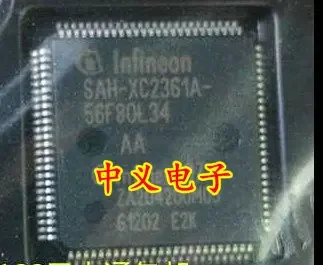 Infineon
SAH-XC2361A-
56F80L34
AA
中义电子
G1202 E2K